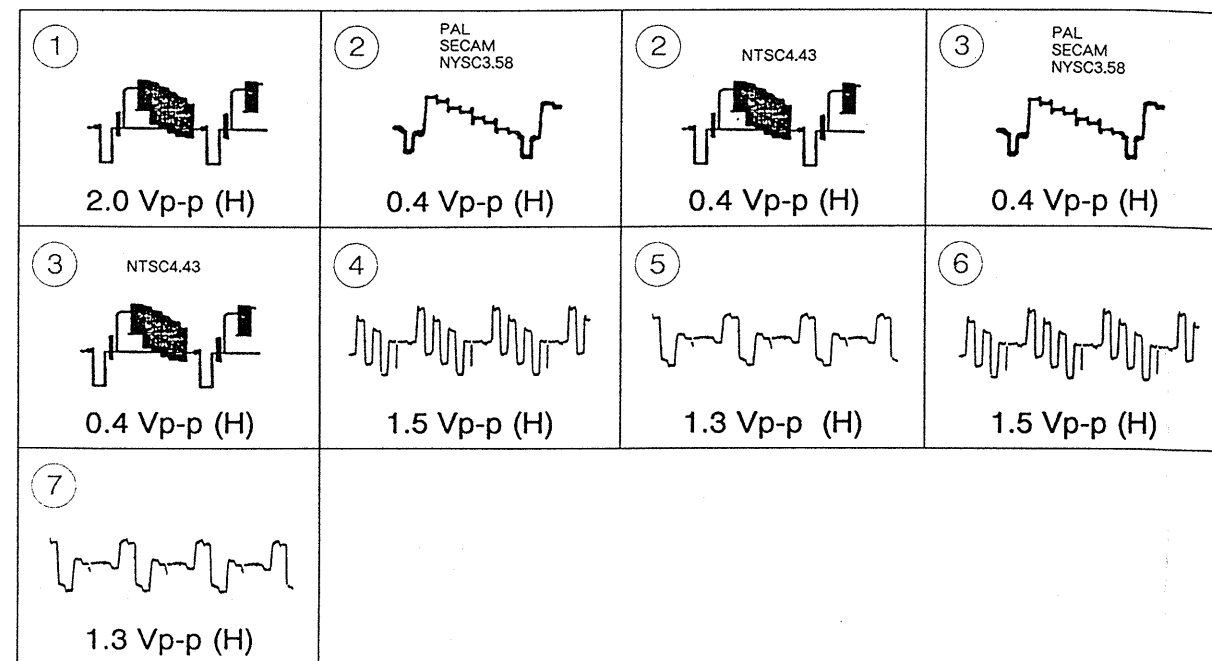 1
2.0 Vp-p (H)
2
PAL
SECAM
NYSC3.58
0.4 Vp-p (H)
2
NTSC4.43
0.4 Vp-p (H)
3
PAL
SECAM
NYSC3.58
0.4 Vp-p (H)
3
NTSC4.43
0.4 Vp-p (H)
4
1.5 Vp-p (H)
5
1.3 Vp-p (H)
6
1.5 Vp-p (H)
7
1.3 Vp-p (H)